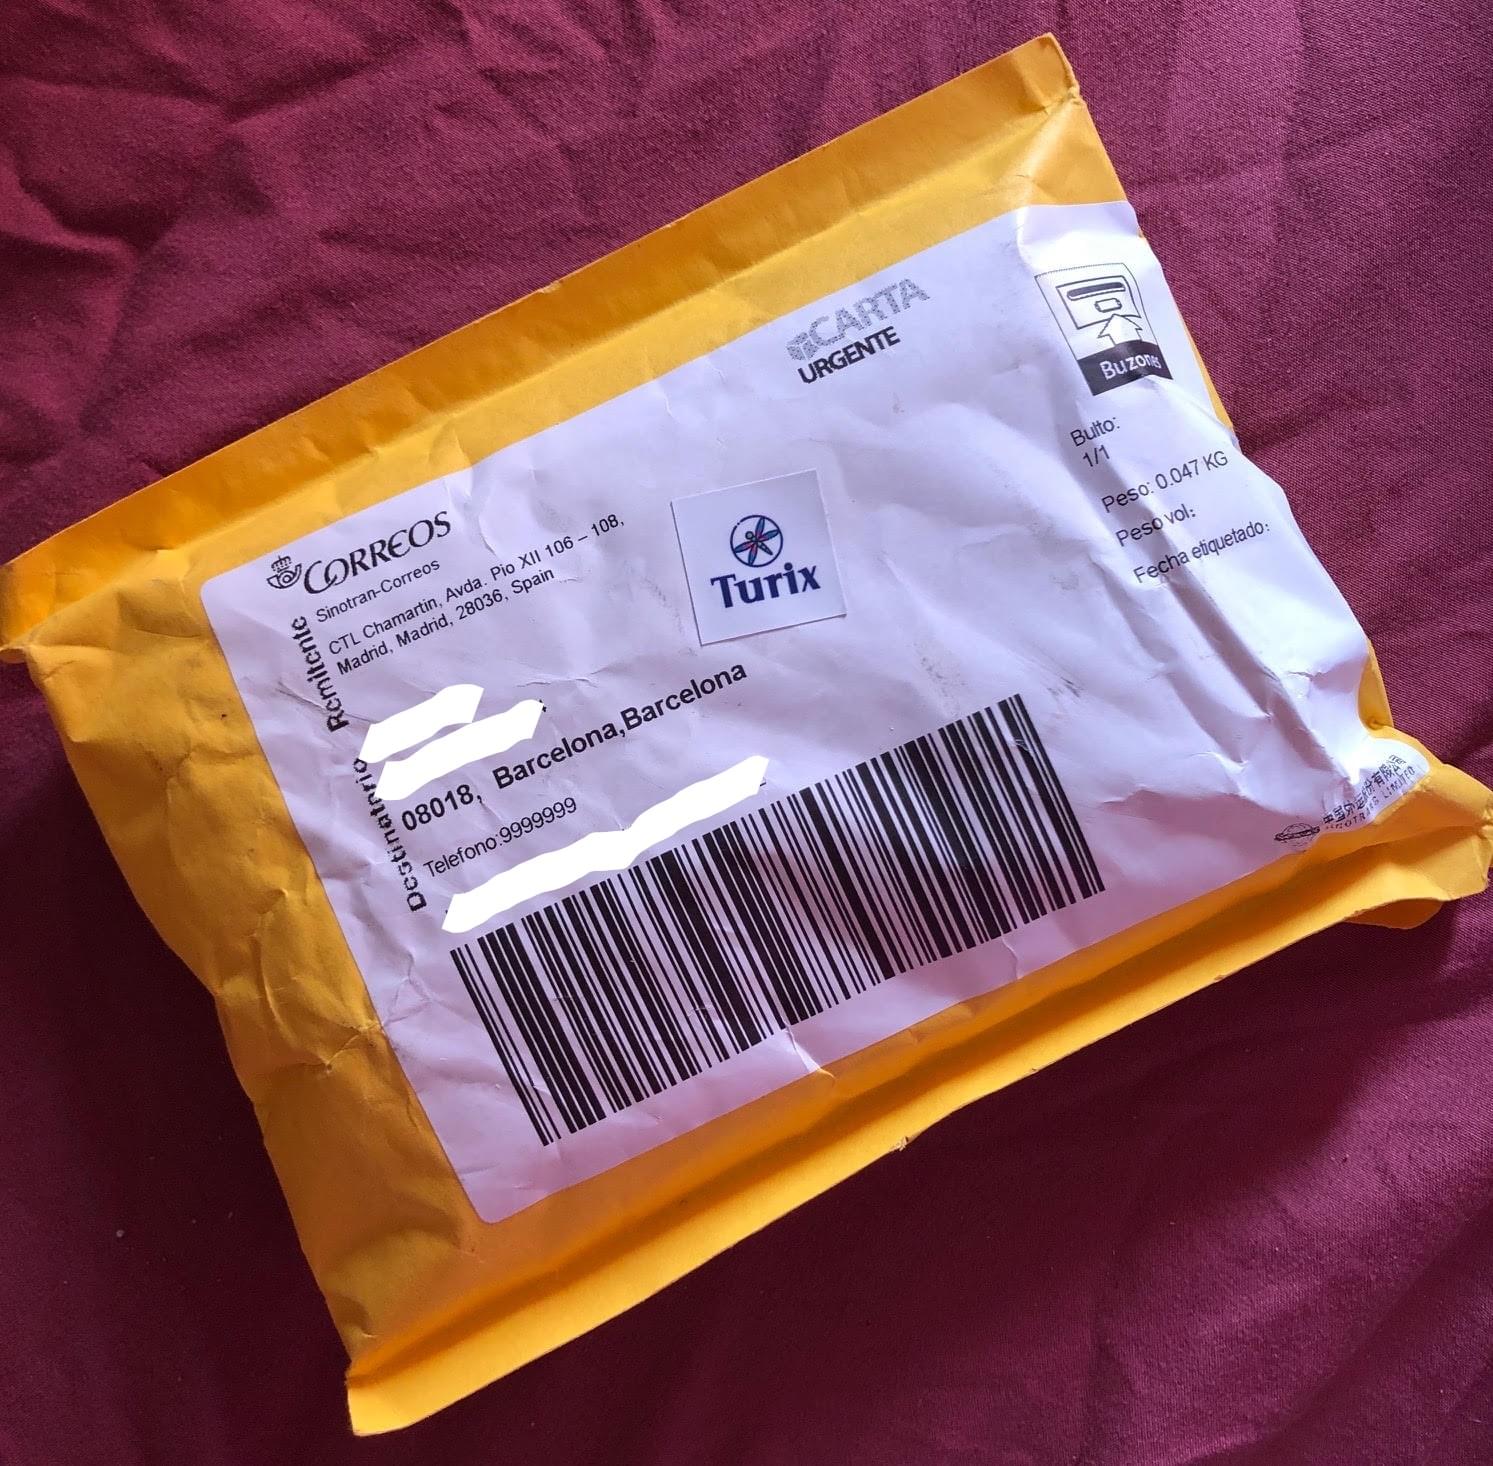 CORREOS
Sinotran-Correos
CTL Chamartin, Avda. Pio XII 106 – 108,
Madrid, Madrid, 28036, Spain
Remitente
Destinatario
08018, Barcelona,Barcelona
Telefono:9999999
Turix
CARTA
URGENTE
Buzones
Bulto:
1/1
Peso: 0.047 KG
Peso vol:
Fecha etiquetado:
LIMITED